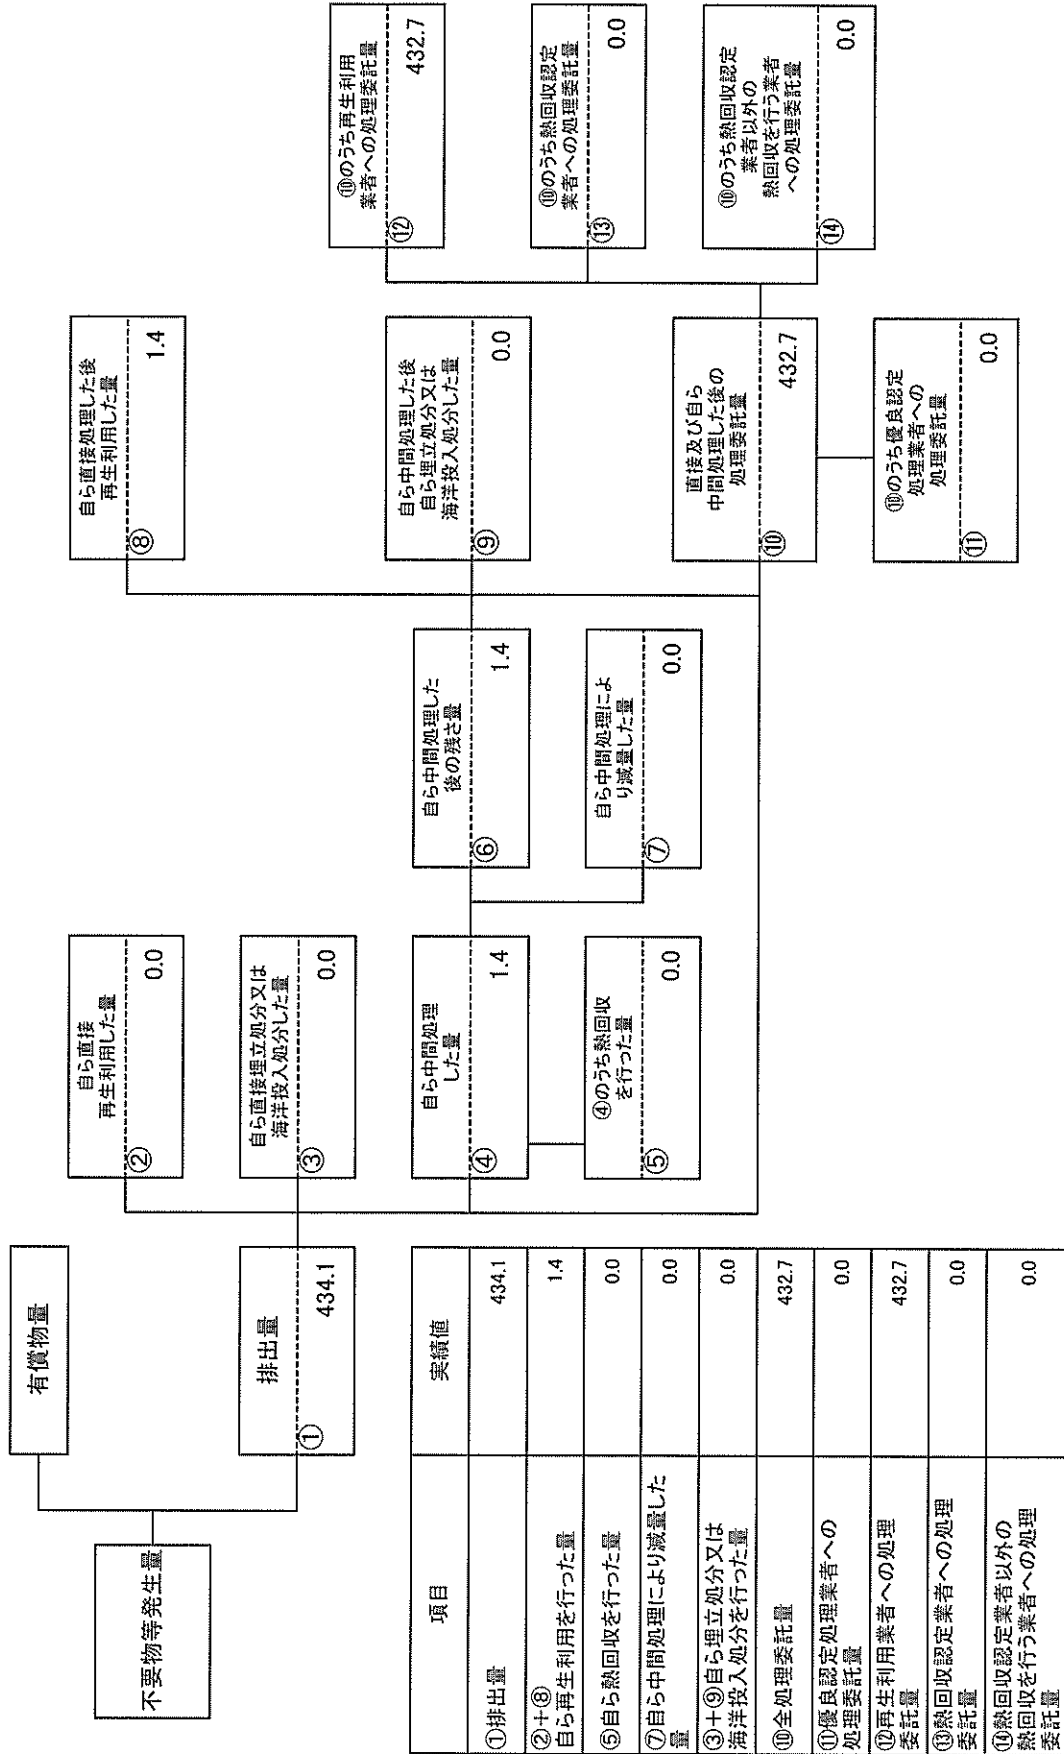 不要物等発生量
有償物量
排出量
①
434.1
自ら直接
再生利用した量
②
0.0
自ら直接埋立処分又は
海洋投入処分した量
③
0.0
自ら中間処理
した量
④
1.4
④のうち熱回収
を行った量
⑤
0.0
自ら中間処理した
後の残さ量
⑥
1.4
自ら中間処理によ
り減量した量
⑦
0.0
自ら直接処理した後
再生利用した量
⑧
1.4
自ら中間処理した後
自ら埋立処分又は
海洋投入処分した量
⑨
0.0
直接及び自ら
中間処理した後の
処理委託量
⑩
432.7
⑩のうち優良認定
処理業者への
処理委託量
⑪
0.0
⑩のうち再生利用
業者への処理委託量
⑫
432.7
⑩のうち熱回収認定
業者への処理委託量
⑬
0.0
⑩のうち熱回収認定
業者以外の
熱回収を行う業者
への処理委託量
⑭
0.0
項目 実績値
①排出量 434.1
②+⑧
自ら再生利用を行った量 1.4
⑤自ら熱回収を行った量 0.0
⑦自ら中間処理により減量した
量 0.0
③+⑨自ら埋立処分又は
海洋投入処分を行った量 0.0
⑩全処理委託量 432.7
⑪優良認定処理業者への
処理委託量 0.0
⑫再生利用業者への処理
委託量 432.7
⑬熱回収認定業者への処理
委託量 0.0
⑭熱回収認定業者以外の
熱回収を行う業者への処理
委託量 0.0